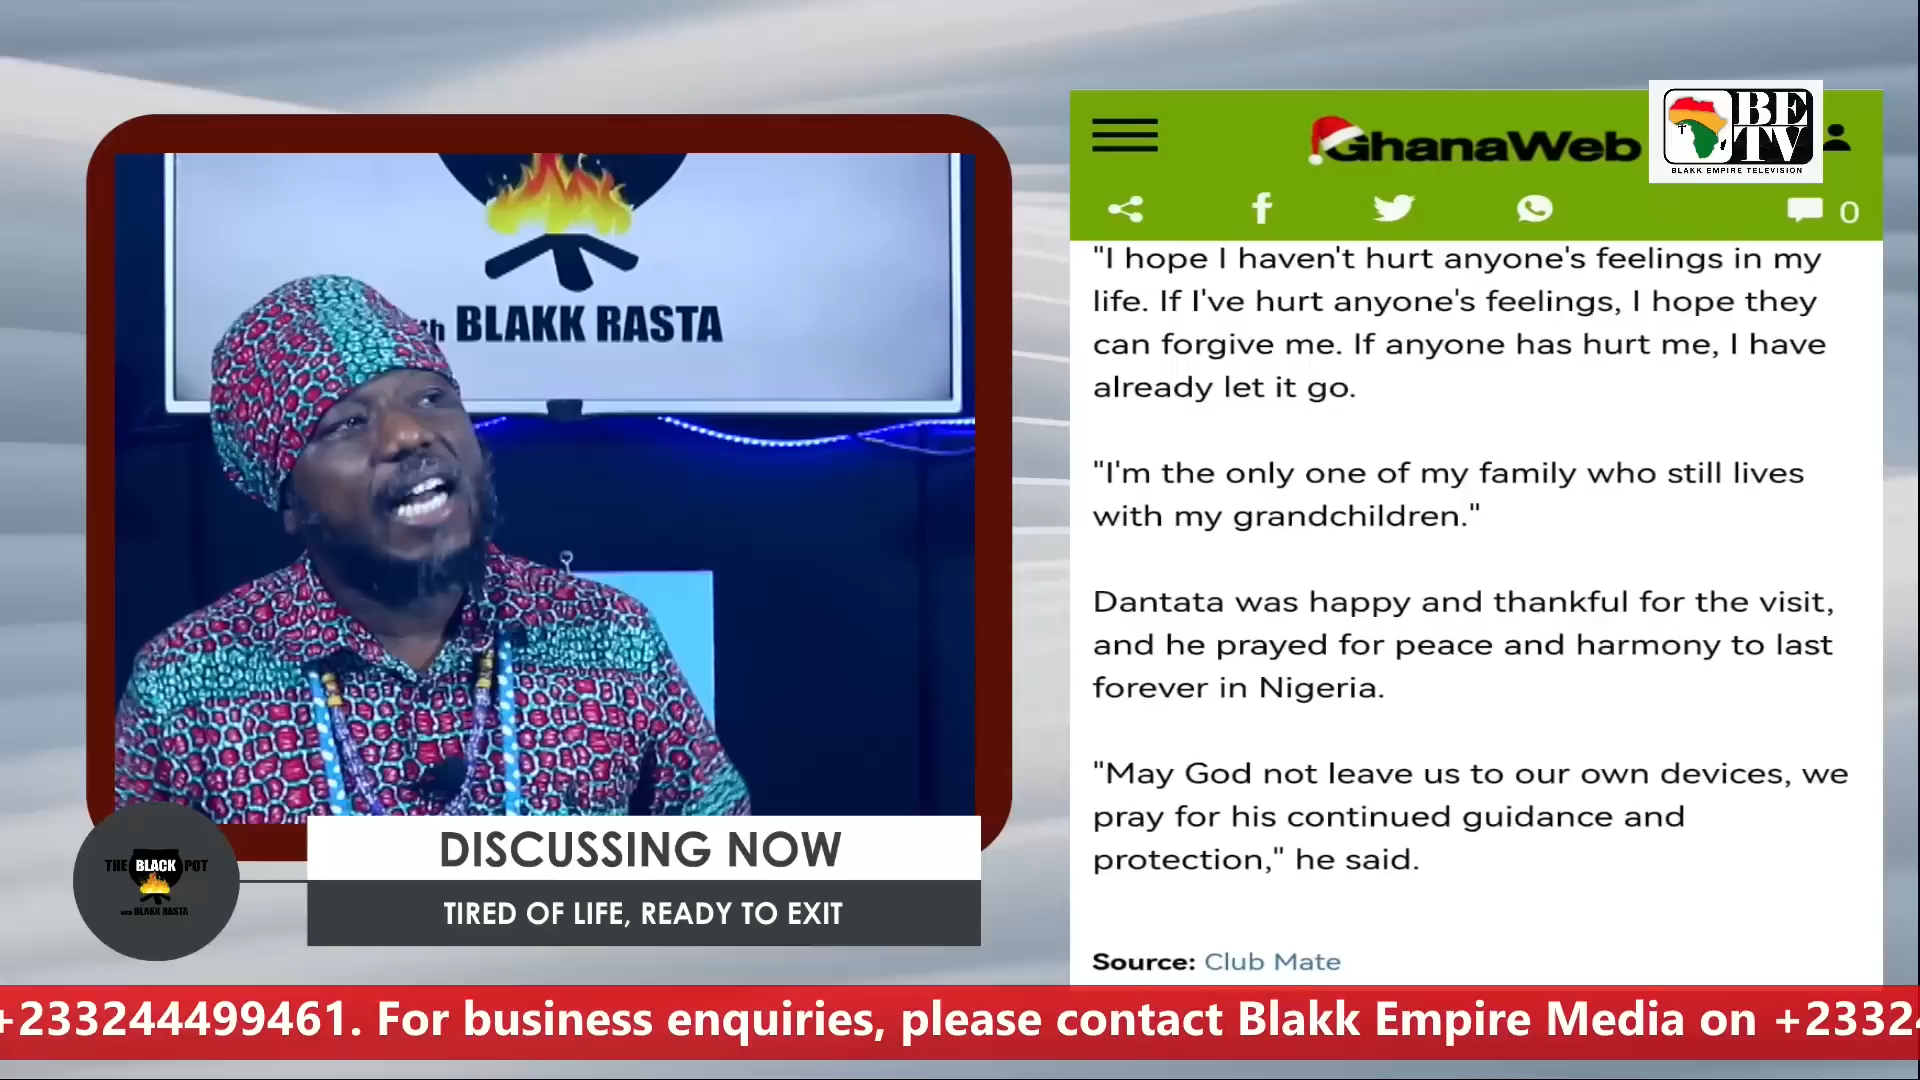 BE
TV
BLAKK EMPIRE TELEVISION
GhanaWeb
0
BLAKK RASTA
"I hope I haven't hurt anyone's feelings in my
life. If I've hurt anyone's feelings, I hope they
can forgive me. If anyone has hurt me, I have
already let it go.
"I'm the only one of my family who still lives
with my grandchildren."
Dantata was happy and thankful for the visit,
and he prayed for peace and harmony to last
forever in Nigeria.
"May God not leave us to our own devices, we
pray for his continued guidance and
protection," he said.
Source: Club Mate
THE BLACK POT
with BLAKK RASTA
DISCUSSING NOW
TIRED OF LIFE, READY TO EXIT
+233244499461. For business enquiries, please contact Blakk Empire Media on +2332